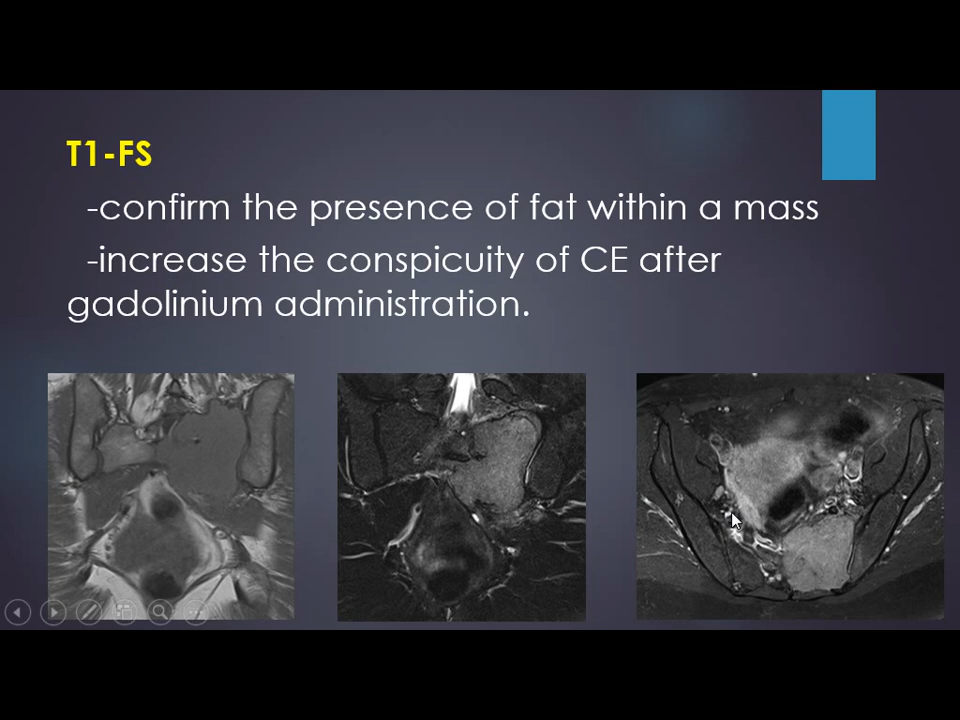 T1-FS
-confirm the presence of fat within a mass
-increase the conspicuity of CE after
gadolinium administration.